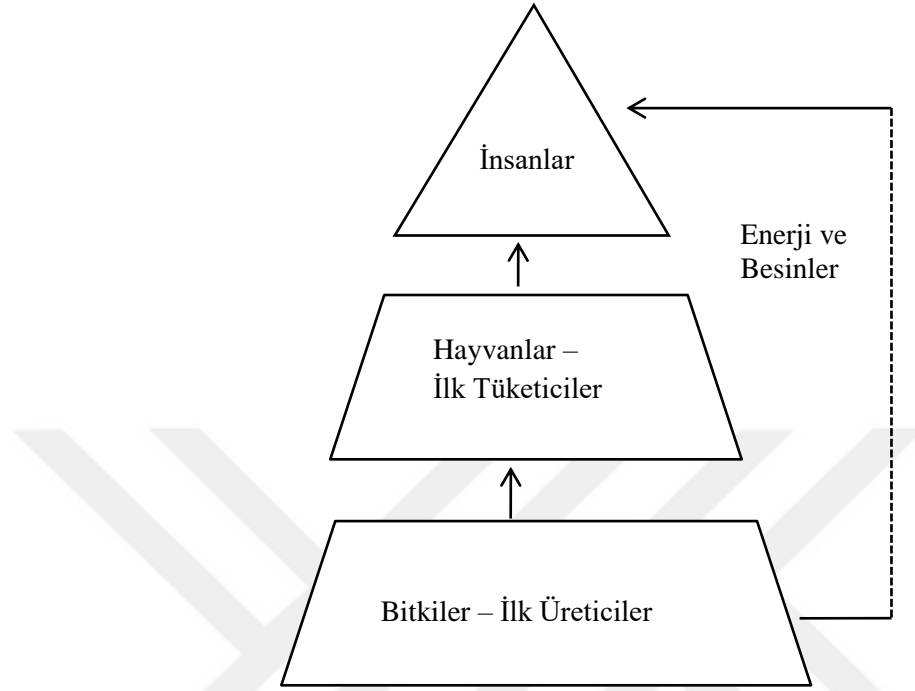 İnsanlar
Enerji ve
Besinler
Hayvanlar –
İlk Tüketiciler
Bitkiler – İlk Üreticiler